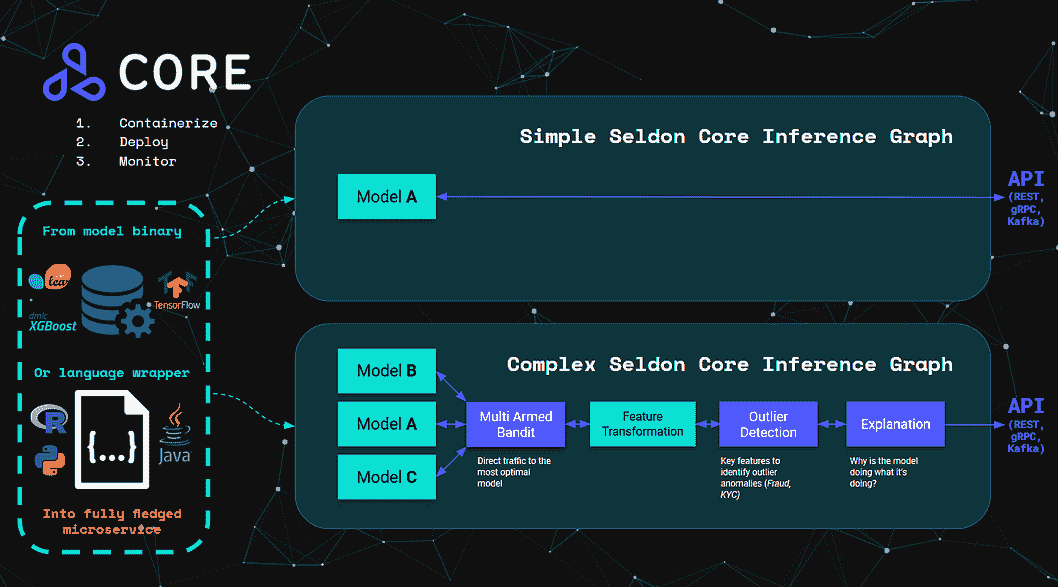 CORE
1. Containerize
2. Deploy
3. Monitor
From model binary
TensorFlow
dmlc
XGBoost
Or language wrapper
R
{...}
Java
Into fully fledged
microservice
Simple Seldon Core Inference Graph
Model A
API
(REST,
gRPC,
Kafka)
Complex Seldon Core Inference Graph
Model B
Model A
Model C
Multi Armed
Bandit
Direct traffic to the
most optimal
model
Feature
Transformation
Outlier
Detection
Key features to
identify outlier
anomalies (Fraud,
KYC)
Explanation
Why is the model
doing what it's
doing?
API
(REST,
gRPC,
Kafka)